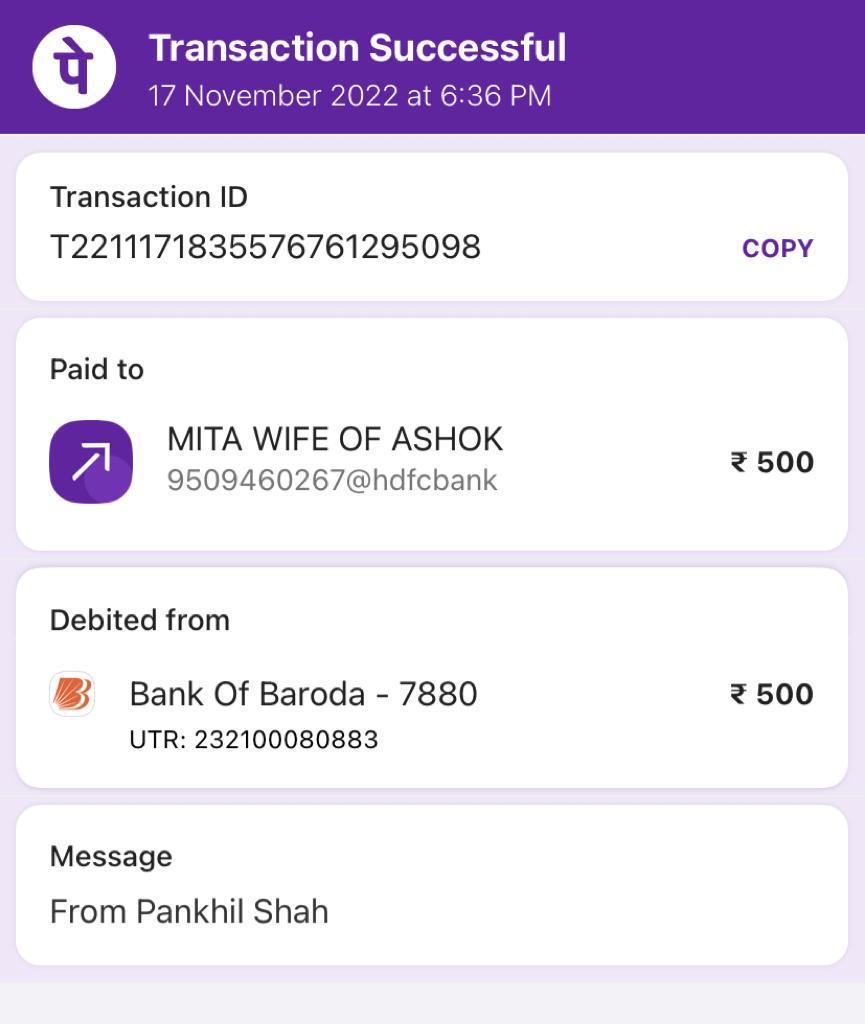 पे
Transaction Successful
17 November 2022 at 6:36 PM
Transaction ID
T2211171835576761295098
COPY
Paid to
MITA WIFE OF ASHOK
9509460267@hdfcbank
₹ 500
Debited from
Bank Of Baroda - 7880
₹ 500
UTR: 232100080883
Message
From Pankhil Shah